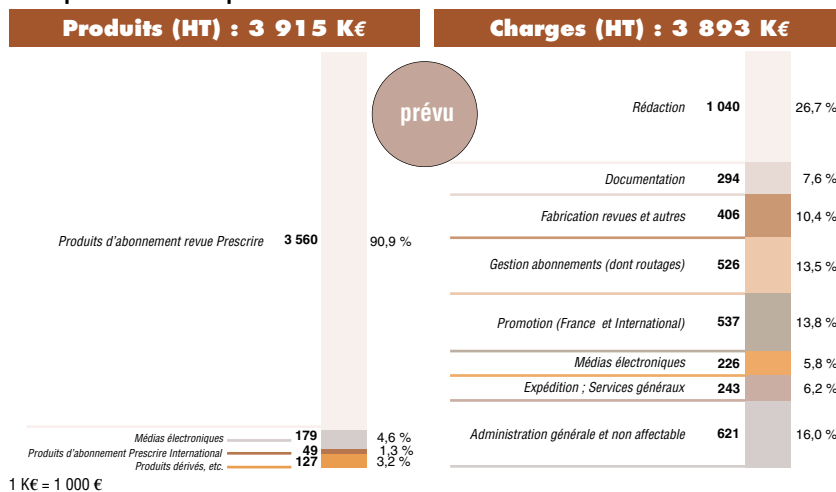 Produits (HT) : 3 915 K€
Charges (HT) : 3 893 K€
prévu
Produits d’abonnement revue Prescrire 3 560 90,9 %
Médias électroniques 179 4,6 %
Produits d’abonnement Prescrire International 49 1,3 %
Produits dérivés, etc. 127 3,2 %
Rédaction 1 040 26,7 %
Documentation 294 7,6 %
Fabrication revues et autres 406 10,4 %
Gestion abonnements (dont routages) 526 13,5 %
Promotion (France et International) 537 13,8 %
Médias électroniques 226 5,8 %
Expédition ; Services généraux 243 6,2 %
Administration générale et non affectable 621 16,0 %
1 K€ = 1 000 €